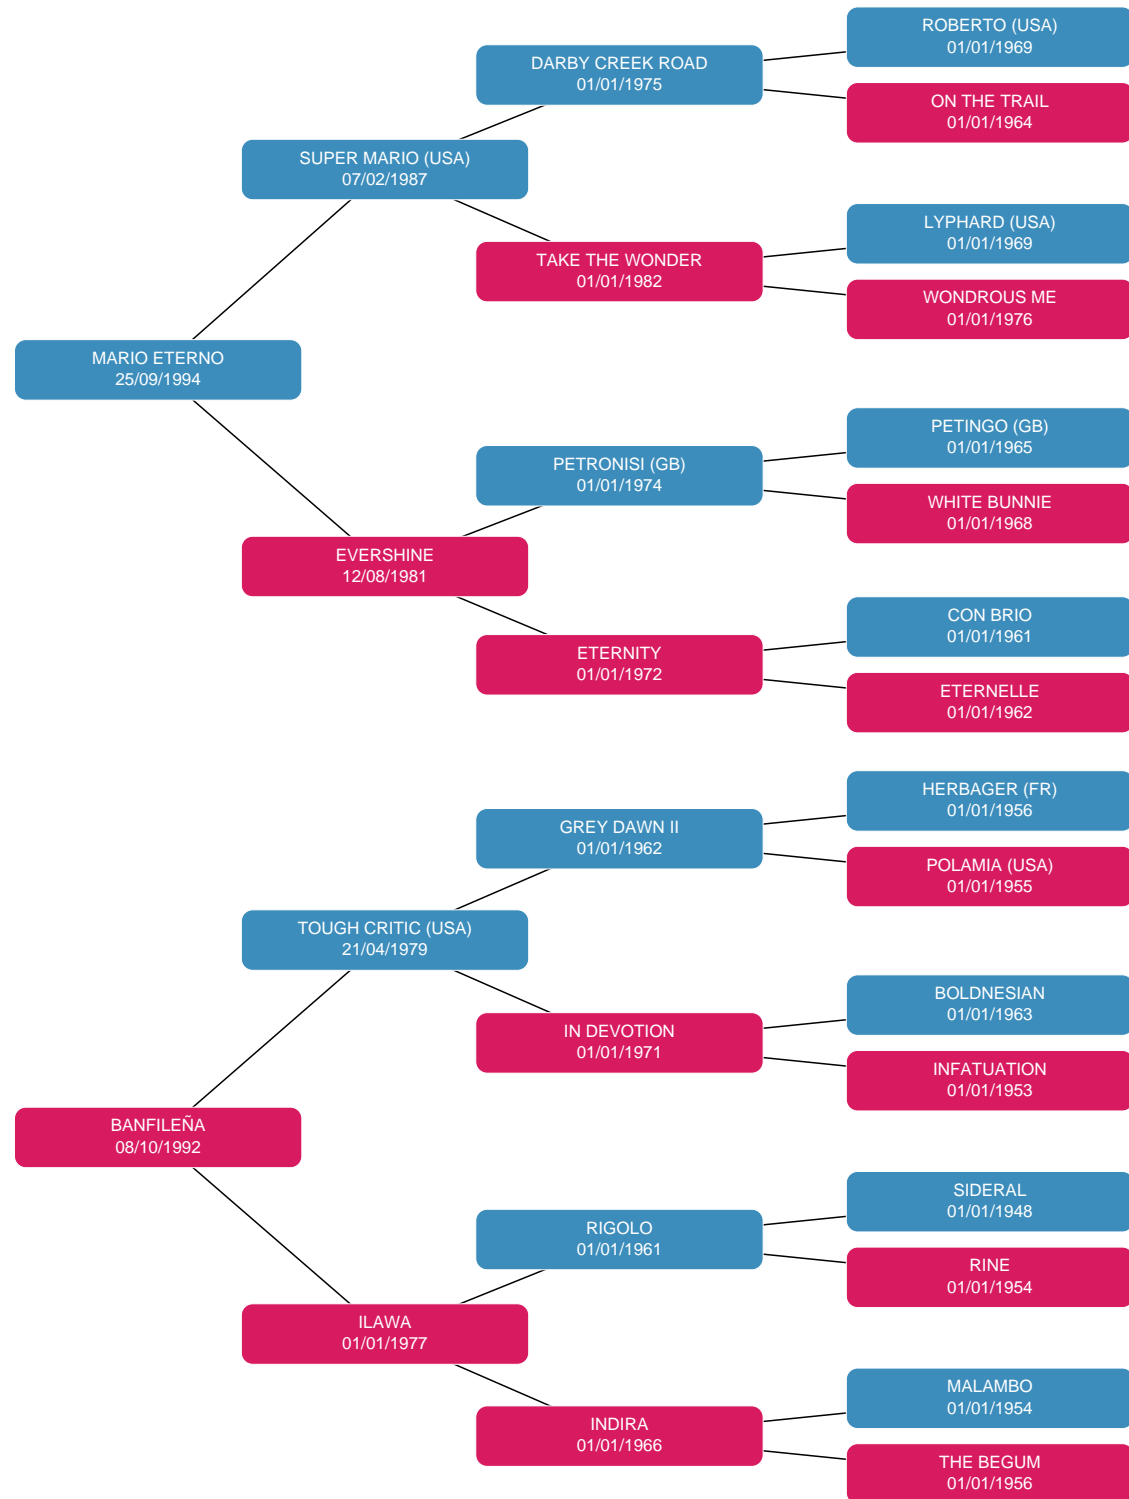 ROBERTO (USA)
01/01/1969
DARBY CREEK ROAD
01/01/1975
ON THE TRAIL
01/01/1964
SUPER MARIO (USA)
07/02/1987
LYPHARD (USA)
01/01/1969
TAKE THE WONDER
01/01/1982
WONDROUS ME
01/01/1976
MARIO ETERNO
25/09/1994
PETINGO (GB)
01/01/1965
PETRONISI (GB)
01/01/1974
WHITE BUNNIE
01/01/1968
EVERSHINE
12/08/1981
CON BRIO
01/01/1961
ETERNITY
01/01/1972
ETERNELLE
01/01/1962
HERBAGER (FR)
01/01/1956
GREY DAWN II
01/01/1962
POLAMIA (USA)
01/01/1955
TOUGH CRITIC (USA)
21/04/1979
BOLDNESIAN
01/01/1963
IN DEVOTION
01/01/1971
INFATUATION
01/01/1953
BANFILEÑA
08/10/1992
SIDERAL
01/01/1948
RIGOLO
01/01/1961
RINE
01/01/1954
ILAWA
01/01/1977
MALAMBO
01/01/1954
INDIRA
01/01/1966
THE BEGUM
01/01/1956